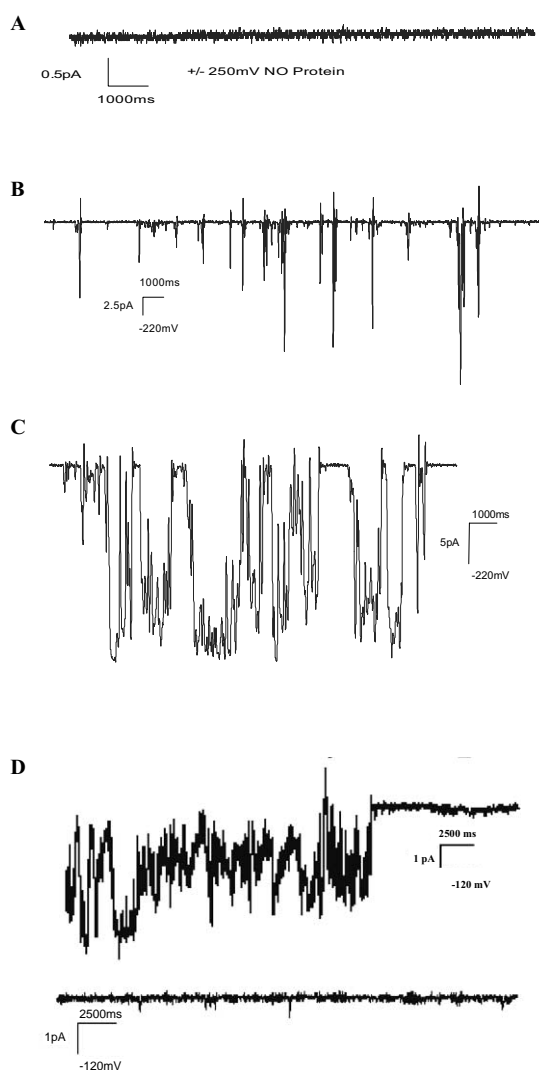 A
0.5pA
+/- 250mV NO Protein
1000ms
B
1000ms
2.5pA
-220mV
C
1000ms
5pA
-220mV
D
2500 ms
1 pA
-120 mV
2500ms
1pA
-120mV